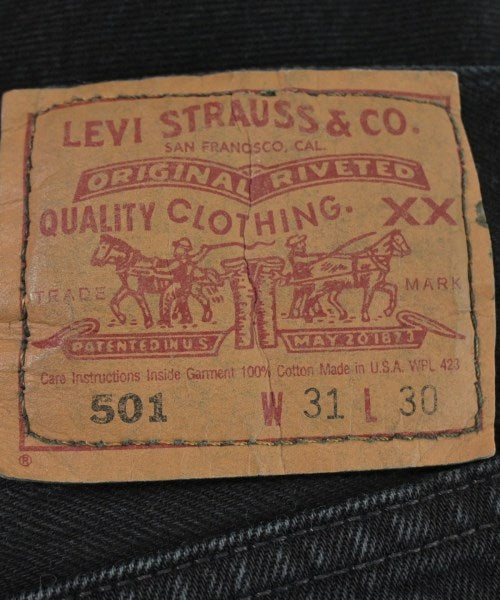 LEVI STRAUSS & CO.
SAN FRANCISCO, CAL.
ORIGINAL RIVETED
QUALITY CLOTHING. XX
TRADE MARK
PATENTED IN U.S. MAY 20 1873
Care Instructions Inside Garment 100% Cotton Made in U.S.A. WPL 423
501 W 31 L 30
®